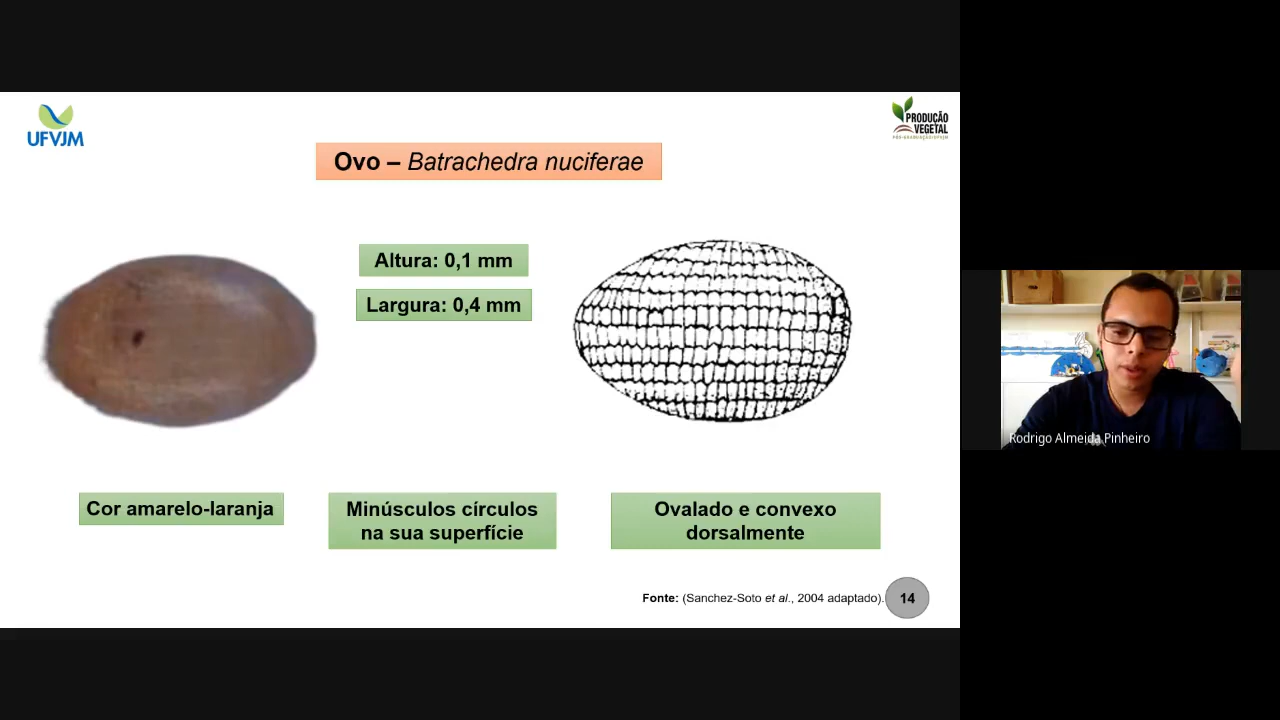 UFVJM
PRODUÇÃO
VEGETAL
Ovo – Batrachedra nuciferae
Altura: 0,1 mm
Largura: 0,4 mm
Cor amarelo-laranja
Minúsculos círculos
na sua superfície
Ovalado e convexo
dorsalmente
Fonte: (Sanchez-Soto et al., 2004 adaptado).
14
Rodrigo Almeida Pinheiro